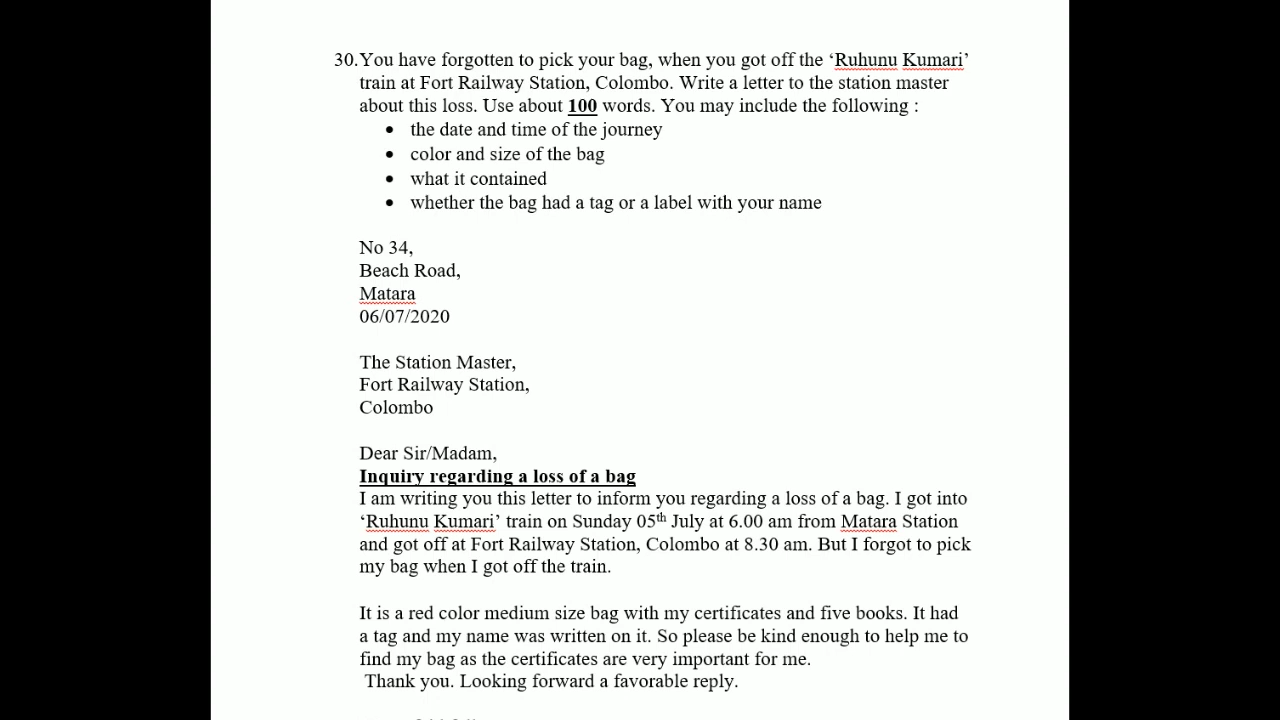 30. You have forgotten to pick your bag, when you got off the ‘Ruhunu Kumari’
train at Fort Railway Station, Colombo. Write a letter to the station master
about this loss. Use about 100 words. You may include the following :
• the date and time of the journey
• color and size of the bag
• what it contained
• whether the bag had a tag or a label with your name
No 34,
Beach Road,
Matara
06/07/2020
The Station Master,
Fort Railway Station,
Colombo
Dear Sir/Madam,
Inquiry regarding a loss of a bag
I am writing you this letter to inform you regarding a loss of a bag. I got into
‘Ruhunu Kumari’ train on Sunday 05th July at 6.00 am from Matara Station
and got off at Fort Railway Station, Colombo at 8.30 am. But I forgot to pick
my bag when I got off the train.
It is a red color medium size bag with my certificates and five books. It had
a tag and my name was written on it. So please be kind enough to help me to
find my bag as the certificates are very important for me.
Thank you. Looking forward a favorable reply.